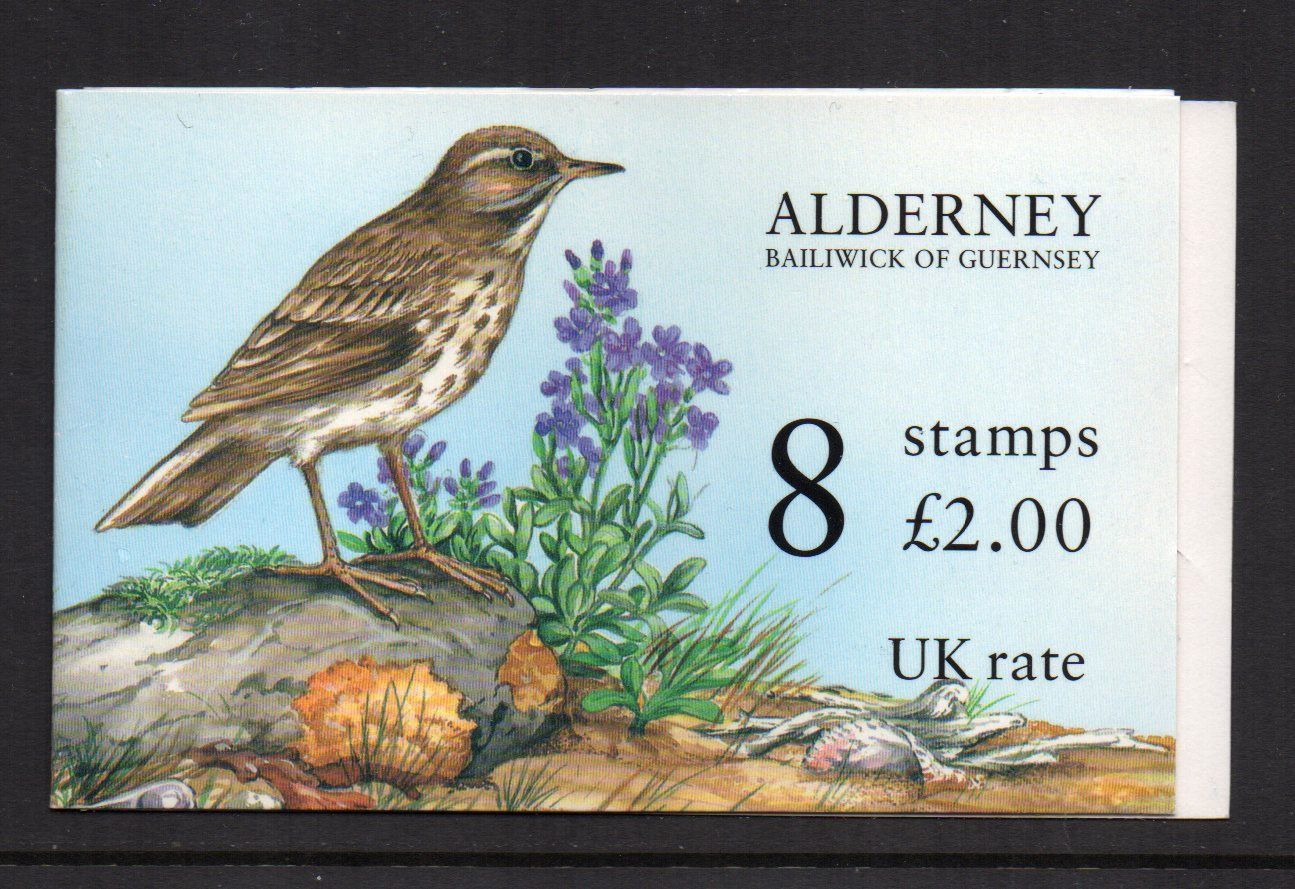 ALDERNEY
BAILIWICK OF GUERNSEY
8 stamps
£2.00
UK rate